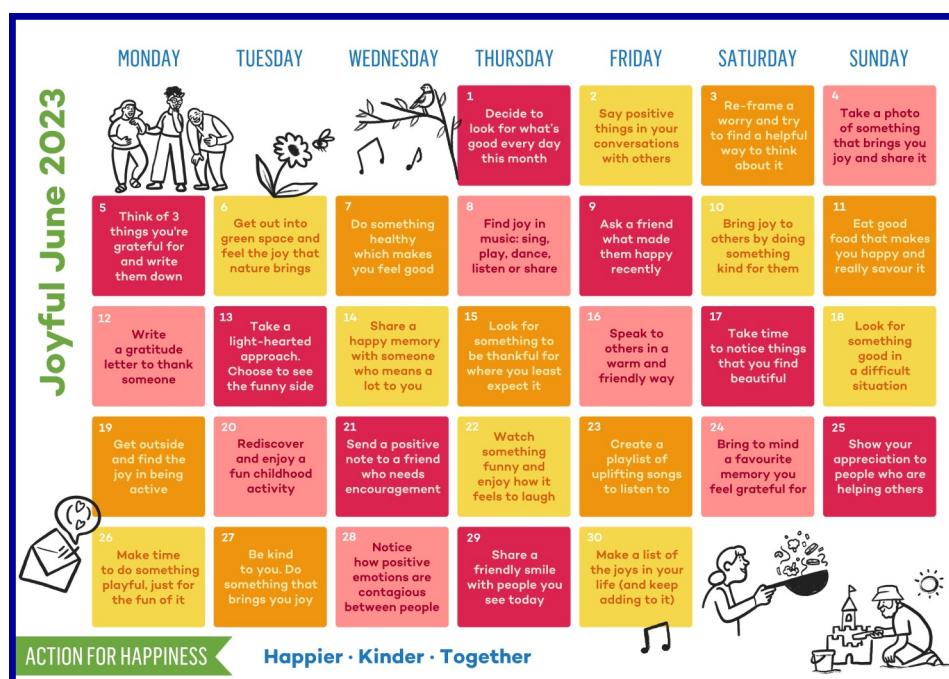 MONDAY TUESDAY WEDNESDAY THURSDAY FRIDAY SATURDAY SUNDAY
Joyful June 2023
1
Decide to
look for what's
good every day
this month
2
Say positive
things in your
conversations
with others
3
Re-frame a
worry and try
to find a helpful
way to think
about it
4
Take a photo
of something
that brings you
joy and share it
5
Think of 3
things you're
grateful for
and write
them down
6
Get out into
green space and
feel the joy that
nature brings
7
Do something
healthy
which makes
you feel good
8
Find joy in
music: sing,
play, dance,
listen or share
9
Ask a friend
what made
them happy
recently
10
Bring joy to
others by doing
something
kind for them
11
Eat good
food that makes
you happy and
really savour it
12
Write
a gratitude
letter to thank
someone
13
Take a
light-hearted
approach.
Choose to see
the funny side
14
Share a
happy memory
with someone
who means a
lot to you
15
Look for
something to
be thankful for
where you least
expect it
16
Speak to
others in a
warm and
friendly way
17
Take time
to notice things
that you find
beautiful
18
Look for
something
good in
a difficult
situation
19
Get outside
and find the
joy in being
active
20
Rediscover
and enjoy a
fun childhood
activity
21
Send a positive
note to a friend
who needs
encouragement
22
Watch
something
funny and
enjoy how it
feels to laugh
23
Create a
playlist of
uplifting songs
to listen to
24
Bring to mind
a favourite
memory you
feel grateful for
25
Show your
appreciation to
people who are
helping others
26
Make time
to do something
playful, just for
the fun of it
27
Be kind
to you. Do
something that
brings you joy
28
Notice
how positive
emotions are
contagious
between people
29
Share a
friendly smile
with people you
see today
30
Make a list of
the joys in your
life (and keep
adding to it)
ACTION FOR HAPPINESS
Happier · Kinder · Together